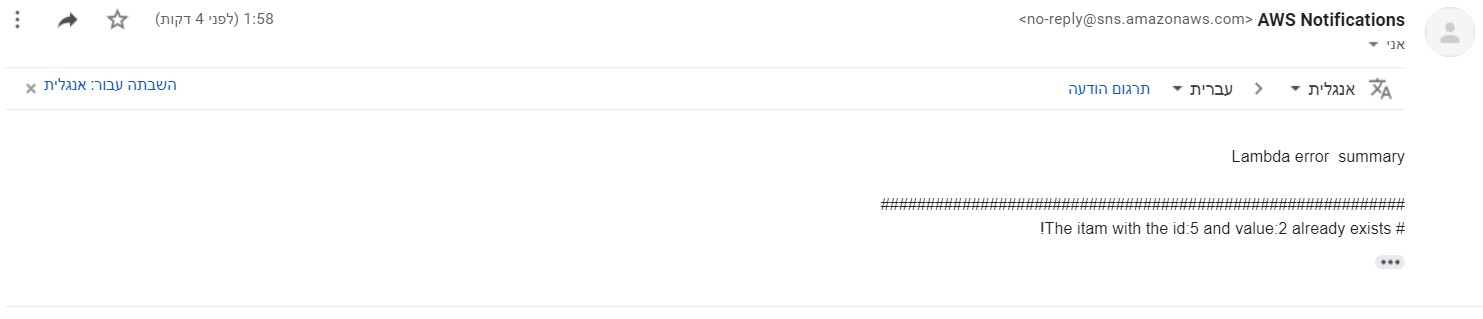 AWS Notifications <no-reply@sns.amazonaws.com>
1:58 (לפני 4 דקות)
אני
אנגלית
עברית
תרגום הודעה
השבתה עבור: אנגלית
Lambda error summary
##########################################################
# The itam with the id:5 and value:2 already exists!